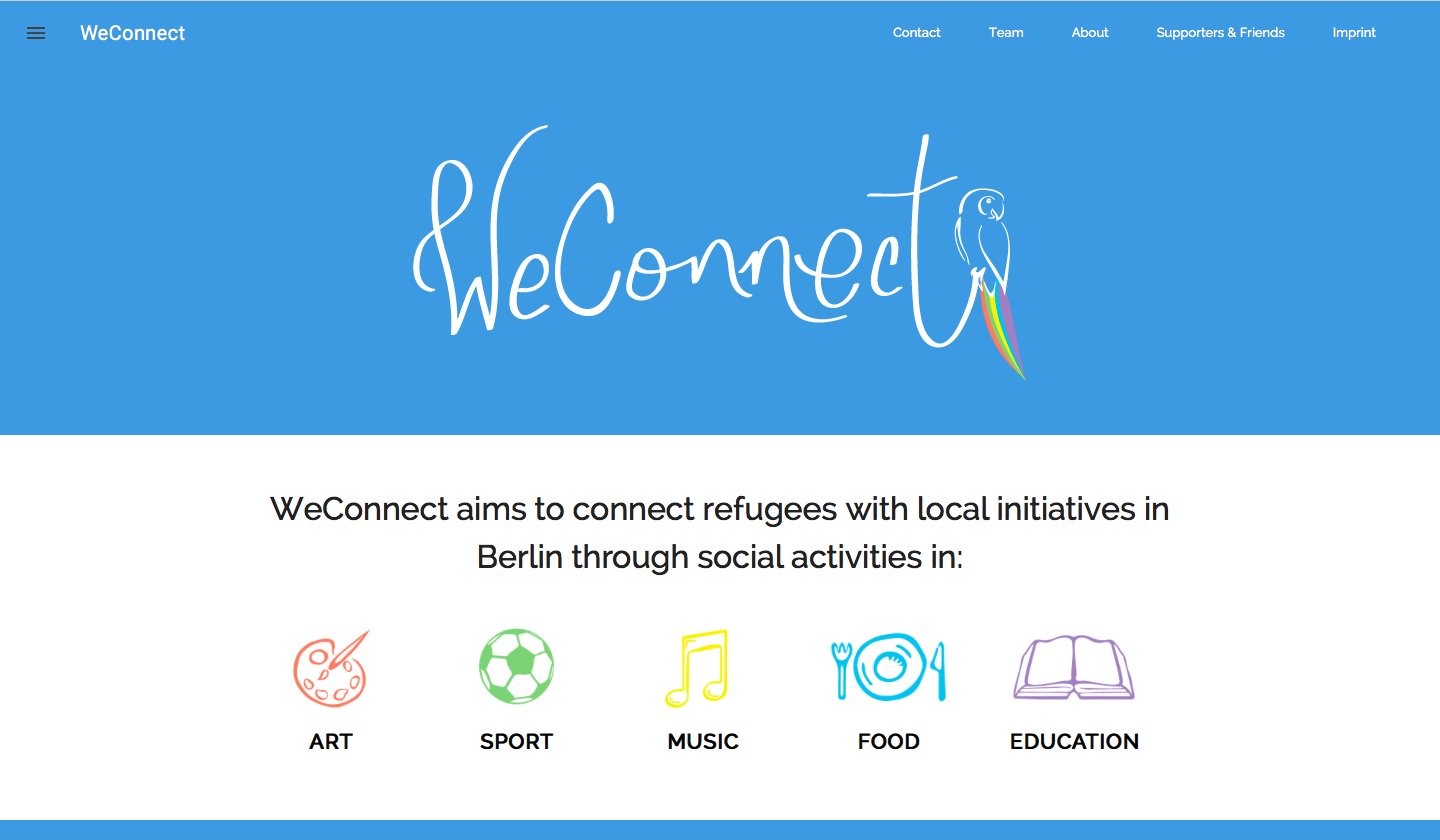 WeConnect
Contact Team About Supporters & Friends Imprint
WeConnect
WeConnect aims to connect refugees with local initiatives in
Berlin through social activities in:
ART SPORT MUSIC FOOD EDUCATION